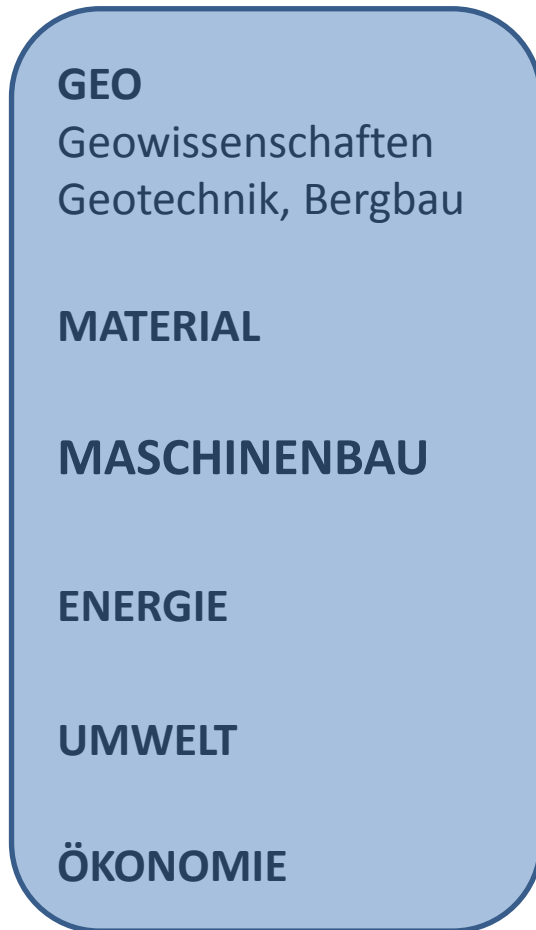 GEO
Geowissenschaften
Geotechnik, Bergbau
MATERIAL
MASCHINENBAU
ENERGIE
UMWELT
ÖKONOMIE